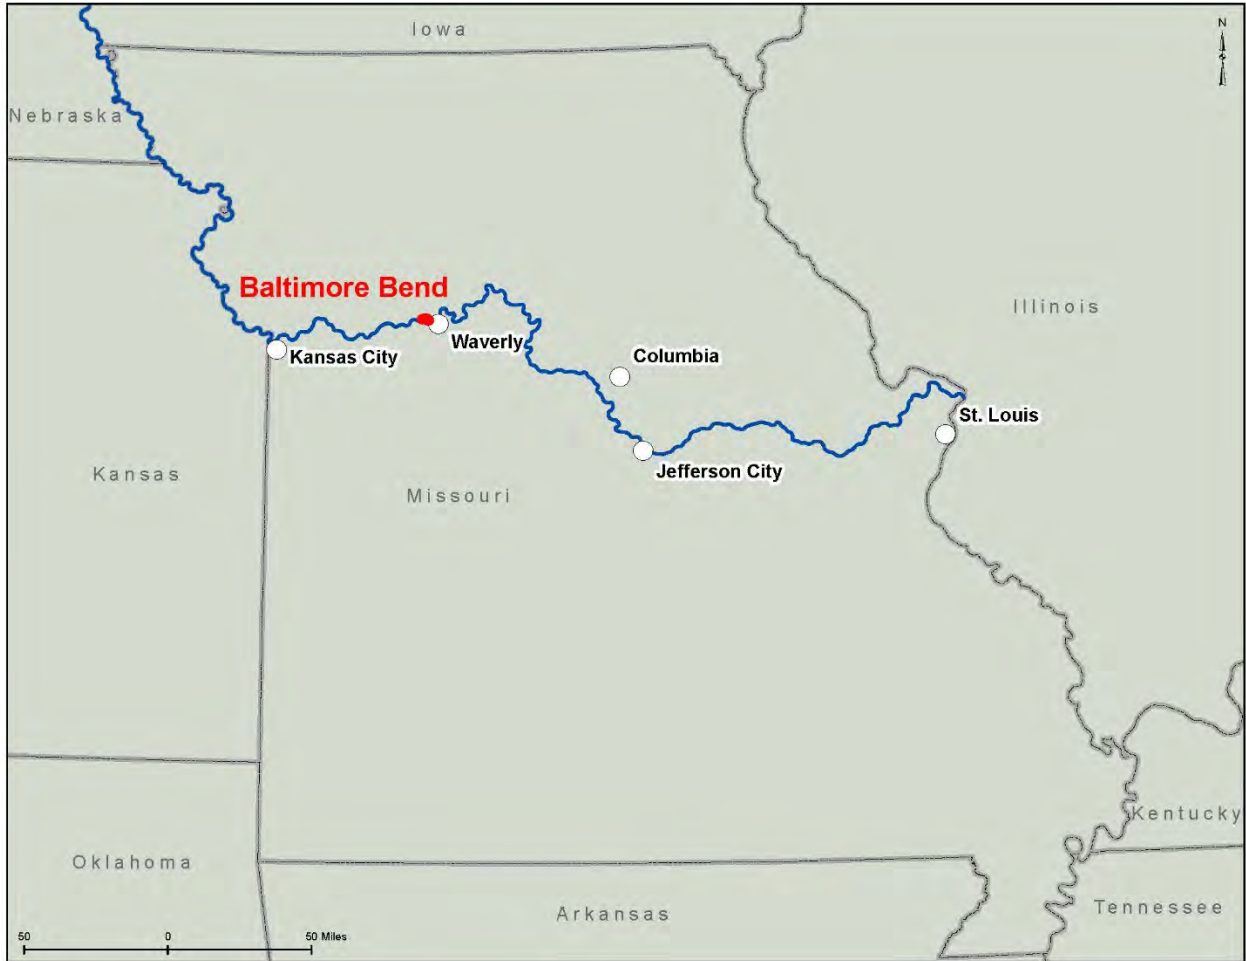 Iowa
N
Nebraska
Baltimore Bend
Illinois
Waverly
Kansas City
Columbia
St. Louis
Kansas
Jefferson City
Missouri
Kentucky
Oklahoma
Arkansas
Tennessee
50 0 50 Miles